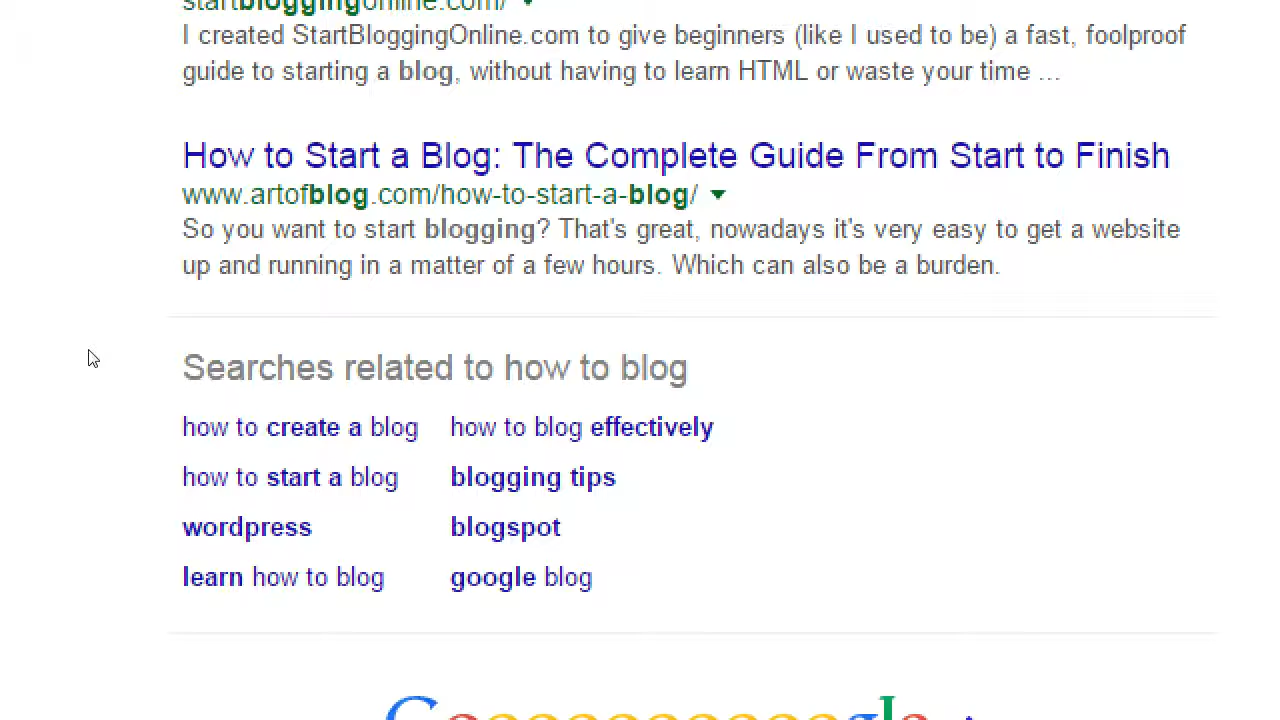 startbloggingonline.com/
I created StartBloggingOnline.com to give beginners (like I used to be) a fast, foolproof
guide to starting a blog, without having to learn HTML or waste your time ...
How to Start a Blog: The Complete Guide From Start to Finish
www.artofblog.com/how-to-start-a-blog/
So you want to start blogging? That's great, nowadays it's very easy to get a website
up and running in a matter of a few hours. Which can also be a burden.
Searches related to how to blog
how to create a blog how to blog effectively
how to start a blog blogging tips
wordpress blogspot
learn how to blog google blog
Goooooooooogle